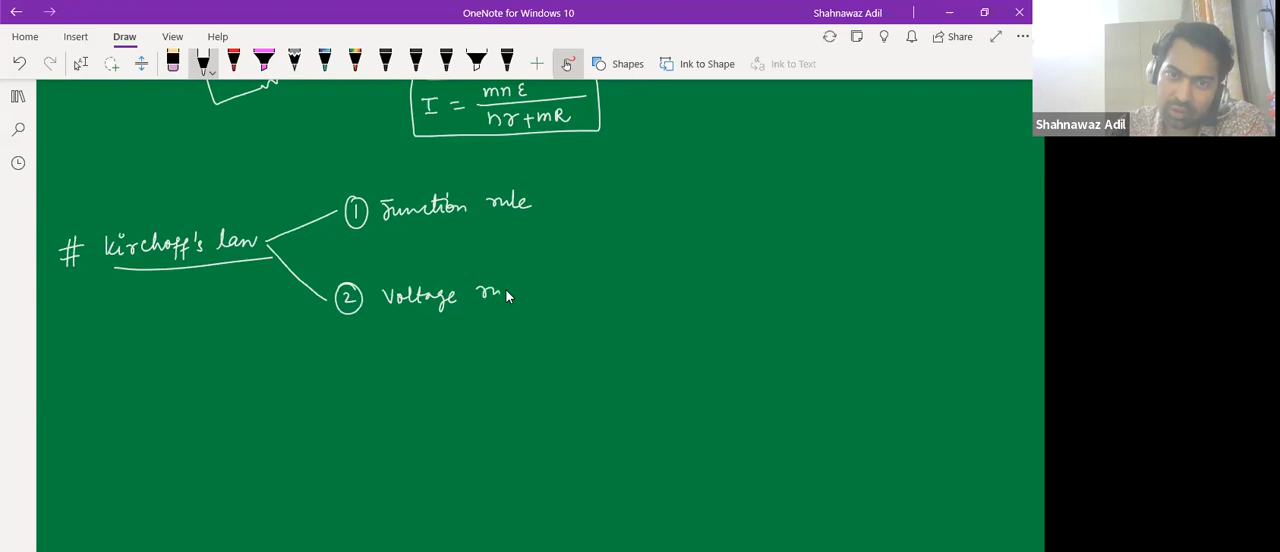 OneNote for Windows 10
Shahnawaz Adil
Home Insert Draw View Help
Share
Shapes
Ink to Shape
Ink to Text
Shahnawaz Adil
I = mnε / nr+mR
# Kirchoff's law
① Junction rule
② Voltage